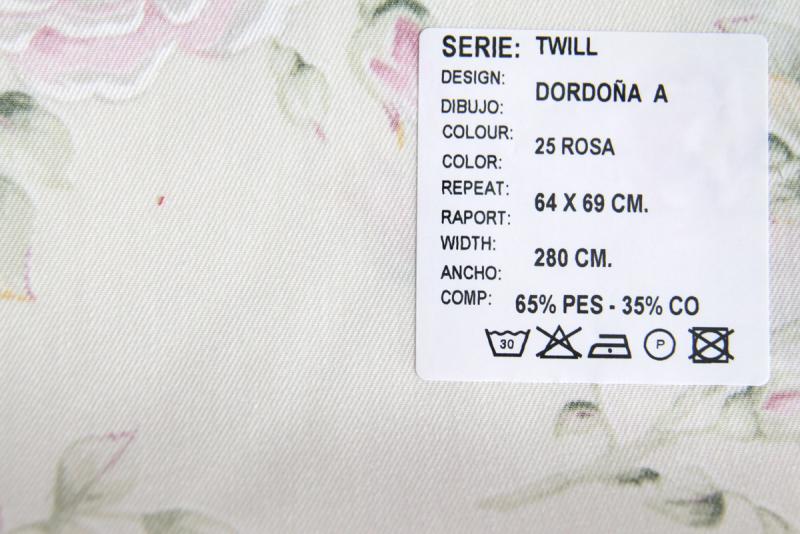 SERIE: TWILL
DESIGN:
DIBUJO: DORDOÑA A
COLOUR:
COLOR: 25 ROSA
REPEAT:
RAPORT: 64 X 69 CM.
WIDTH:
ANCHO: 280 CM.
COMP: 65% PES - 35% CO
30 P